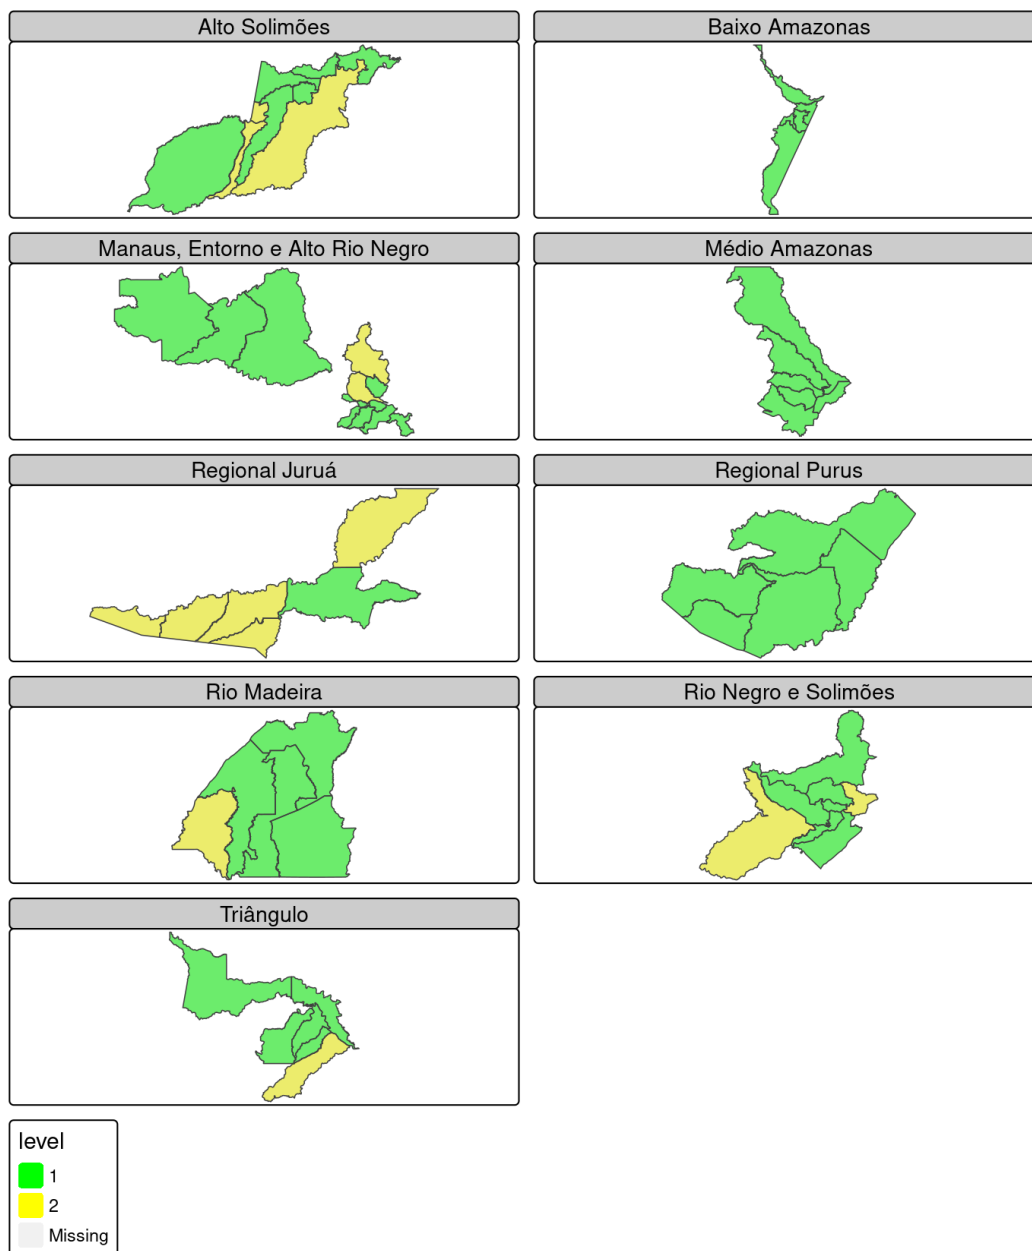 Alto Solimões
Baixo Amazonas
Manaus, Entorno e Alto Rio Negro
Médio Amazonas
Regional Juruá
Regional Purus
Rio Madeira
Rio Negro e Solimões
Triângulo
level
1
2
Missing